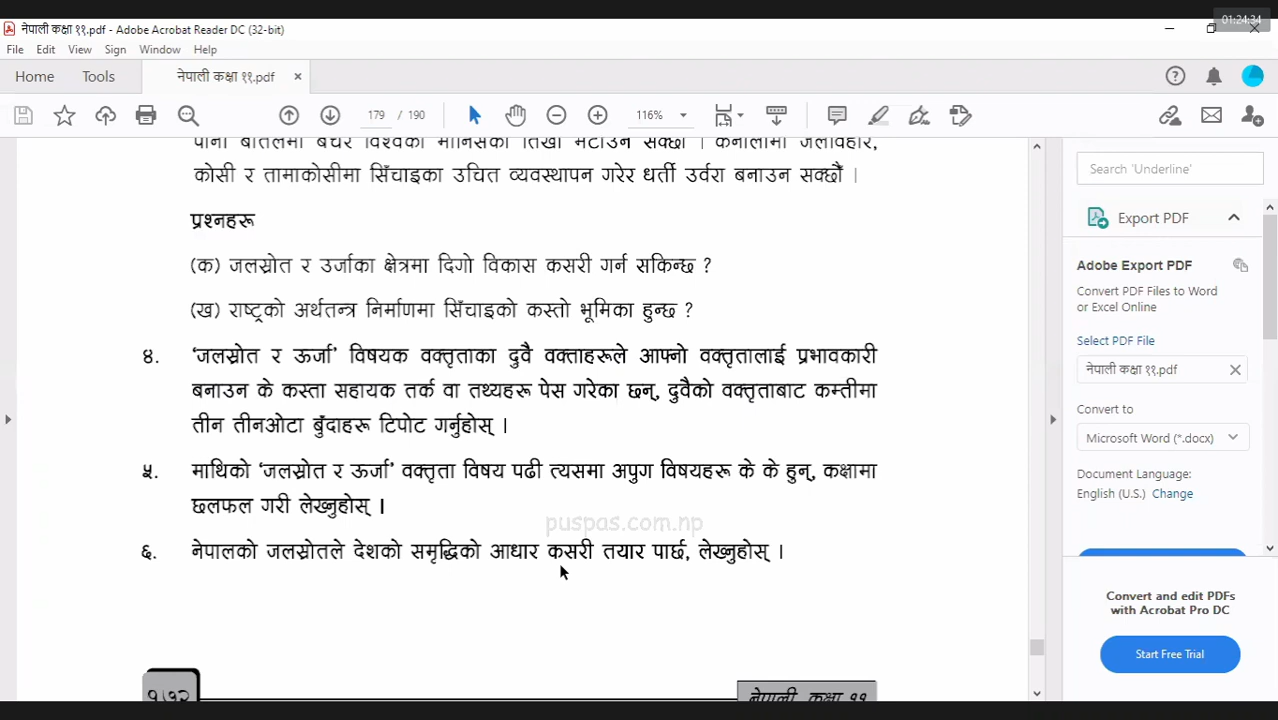 01:24:34
नेपाली कक्षा ११.pdf - Adobe Acrobat Reader DC (32-bit)
File Edit View Sign Window Help
Home Tools नेपाली कक्षा ११.pdf ×
179 / 190 116%
कोसी र तामाकोसीमा सिँचाइका उचित व्यवस्थापन गरेर धर्ती उर्वरा बनाउन सक्छौँ ।
प्रश्नहरू
(क) जलस्रोत र उर्जाका क्षेत्रमा दिगो विकास कसरी गर्न सकिन्छ ?
(ख) राष्ट्रको अर्थतन्त्र निर्माणमा सिँचाइको कस्तो भूमिका हुन्छ ?
४. ‘जलस्रोत र ऊर्जा’ विषयक वक्तृताका दुवै वक्ताहरूले आफ्नो वक्तृतालाई प्रभावकारी
बनाउन के कस्ता सहायक तर्क वा तथ्यहरू पेस गरेका छन्, दुवैको वक्तृताबाट कम्तीमा
तीन तीनओटा बुँदाहरू टिपोट गर्नुहोस् ।
५. माथिको ‘जलस्रोत र ऊर्जा’ वक्तृता विषय पढी त्यसमा अपुग विषयहरू के के हुन्, कक्षामा
छलफल गरी लेख्नुहोस् ।
puspas.com.np
६. नेपालको जलस्रोतले देशको समृद्धिको आधार कसरी तयार पार्छ, लेख्नुहोस् ।
१७२ नेपाली, कक्षा ११
Search 'Underline'
Export PDF
Adobe Export PDF
Convert PDF Files to Word
or Excel Online
Select PDF File
नेपाली कक्षा ११.pdf
Convert to
Microsoft Word (*.docx)
Document Language:
English (U.S.) Change
Convert and edit PDFs
with Acrobat Pro DC
Start Free Trial